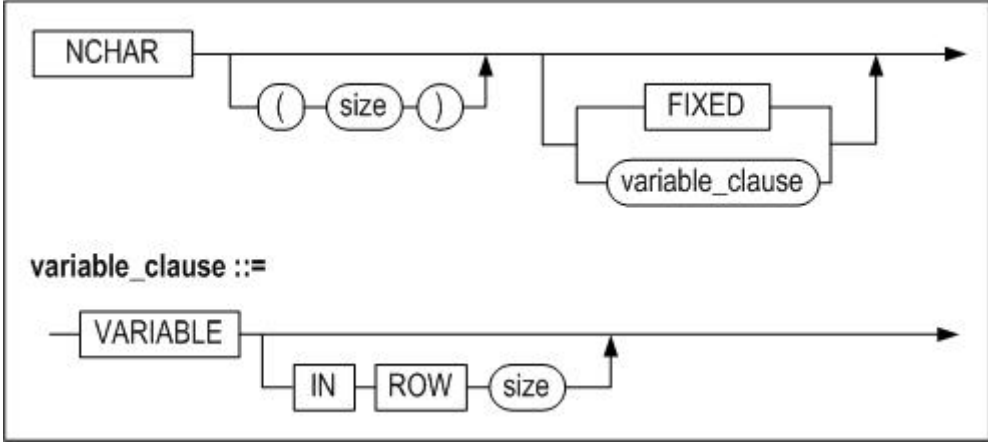 NCHAR
( size )
FIXED
variable_clause
variable_clause ::=
VARIABLE
IN ROW size